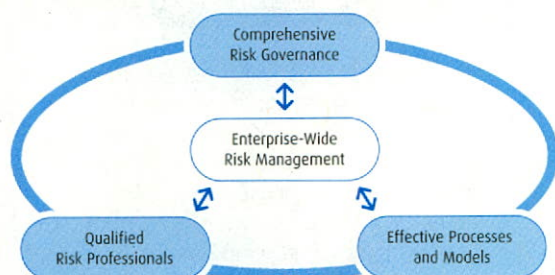 Comprehensive
Risk Governance
Enterprise-Wide
Risk Management
Qualified
Risk Professionals
Effective Processes
and Models